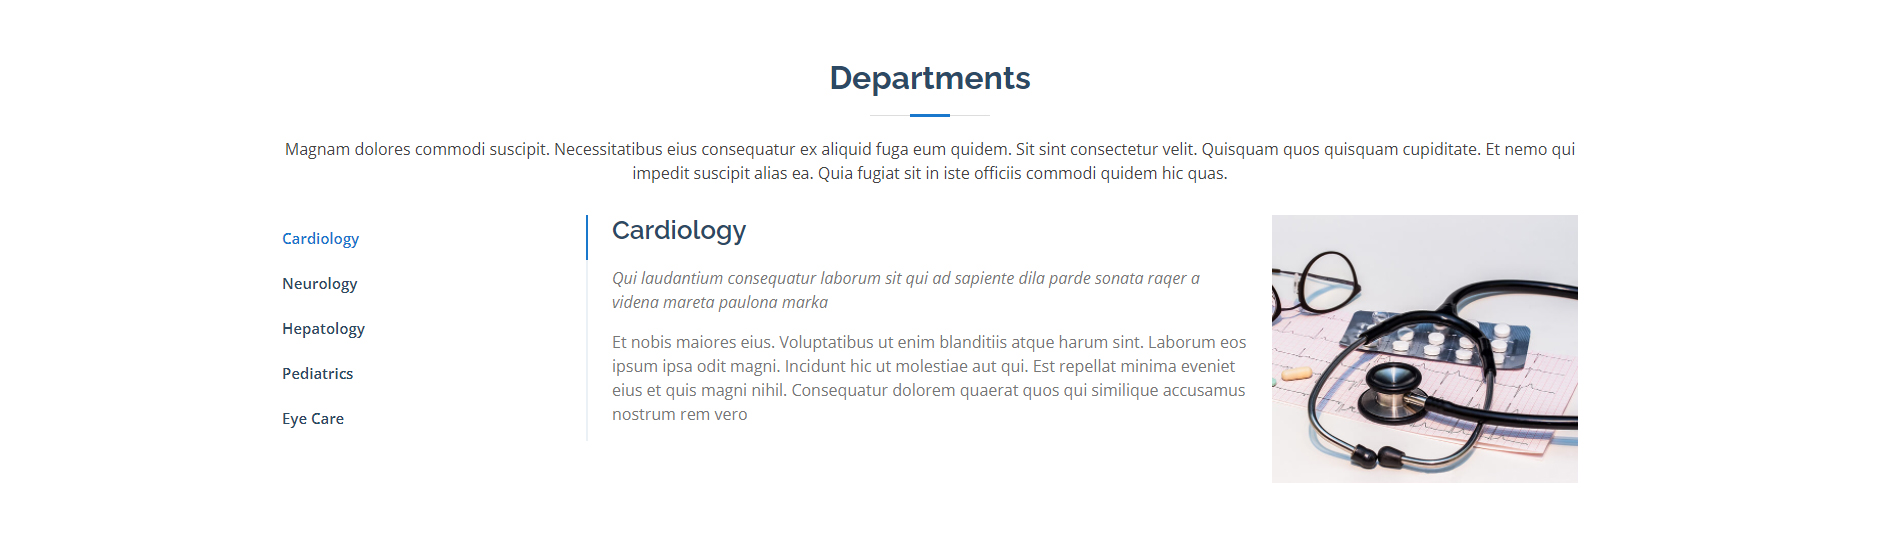 Departments
Magnam dolores commodi suscipit. Necessitatibus eius consequatur ex aliquid fuga eum quidem. Sit sint consectetur velit. Quisquam quos quisquam cupiditate. Et nemo qui
impedit suscipit alias ea. Quia fugiat sit in iste officiis commodi quidem hic quas.
Cardiology
Neurology
Hepatology
Pediatrics
Eye Care
Cardiology
Qui laudantium consequatur laborum sit qui ad sapiente dila parde sonata raqer a
videna mareta paulona marka
Et nobis maiores eius. Voluptatibus ut enim blanditiis atque harum sint. Laborum eos
ipsum ipsa odit magni. Incidunt hic ut molestiae aut qui. Est repellat minima eveniet
eius et quis magni nihil. Consequatur dolorem quaerat quos qui similique accusamus
nostrum rem vero